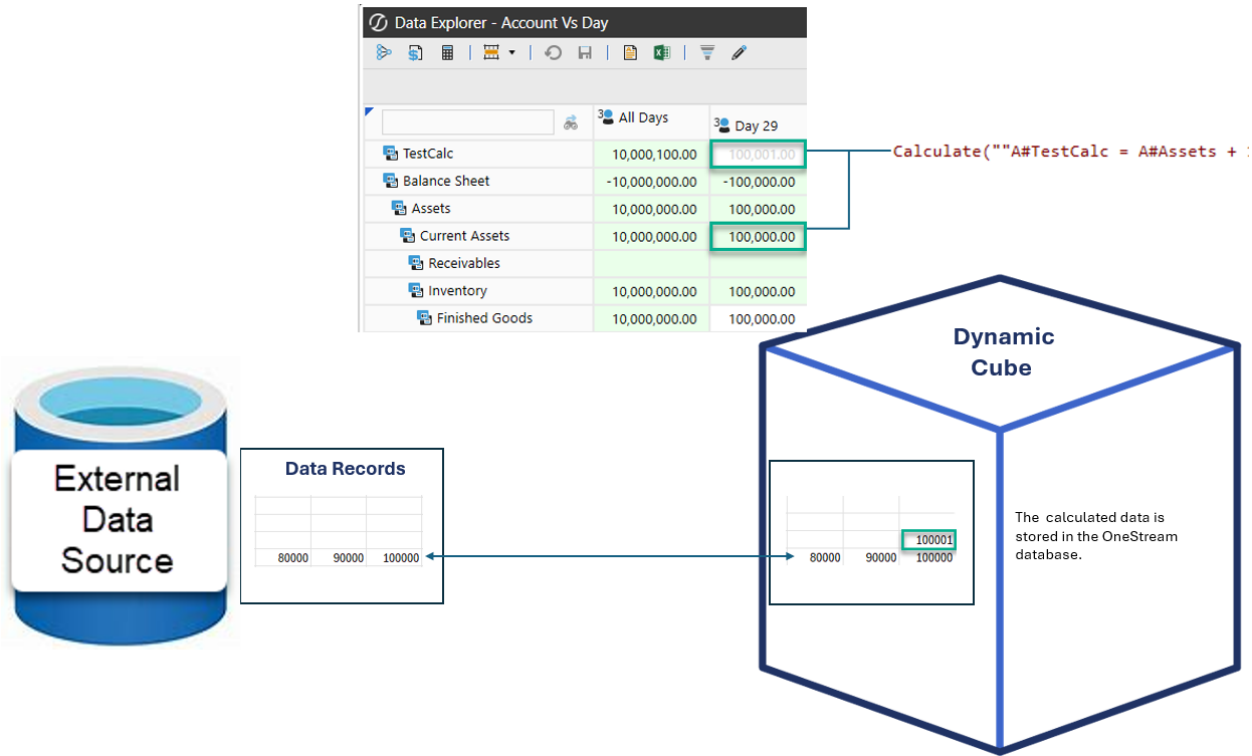 Data Explorer - Account Vs Day
All Days Day 29
TestCalc 10,000,100.00 100,001.00
Balance Sheet -10,000,000.00 -100,000.00
Assets 10,000,000.00 100,000.00
Current Assets 10,000,000.00 100,000.00
Receivables
Inventory 10,000,000.00 100,000.00
Finished Goods 10,000,000.00 100,000.00
Calculate(""A#TestCalc = A#Assets +
Dynamic
Cube
External
Data
Source
Data Records
80000 90000 100000
100001
80000 90000 100000
The calculated data is
stored in the OneStream
database.